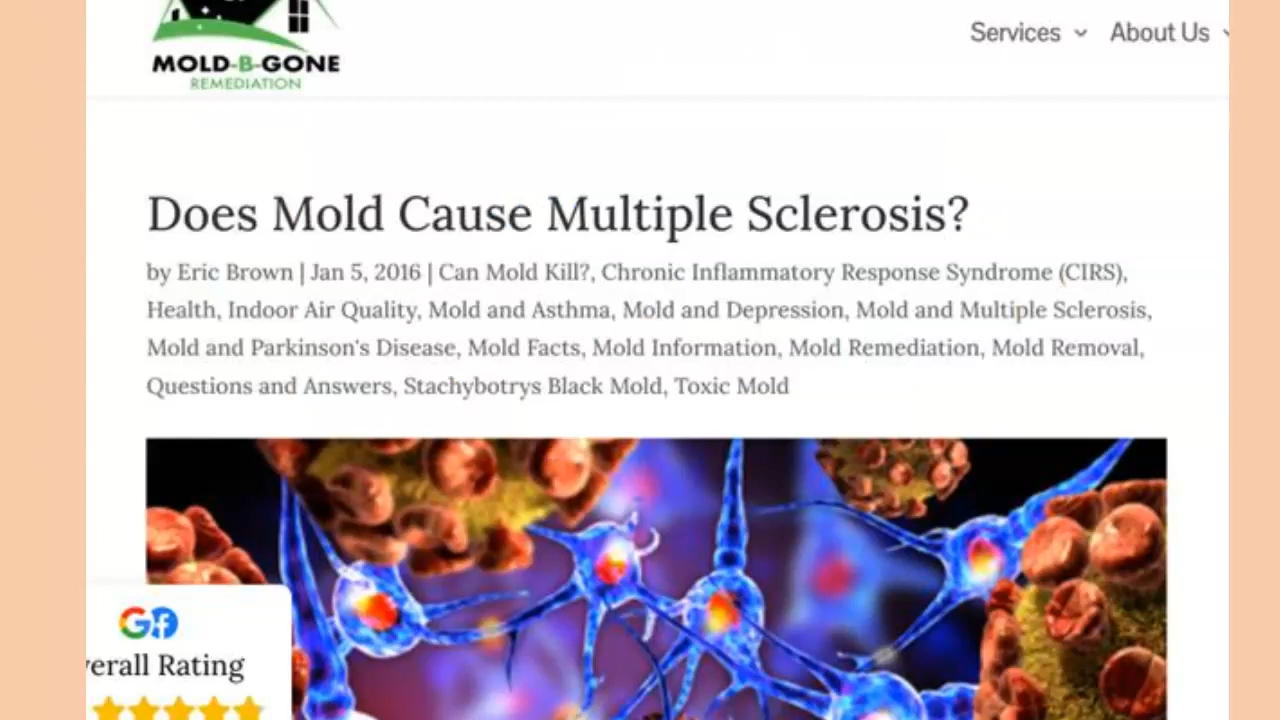 Services
About Us
MOLD-B-GONE
REMEDIATION
Does Mold Cause Multiple Sclerosis?
by Eric Brown | Jan 5, 2016 | Can Mold Kill?, Chronic Inflammatory Response Syndrome (CIRS),
Health, Indoor Air Quality, Mold and Asthma, Mold and Depression, Mold and Multiple Sclerosis,
Mold and Parkinson's Disease, Mold Facts, Mold Information, Mold Remediation, Mold Removal,
Questions and Answers, Stachybotrys Black Mold, Toxic Mold
verall Rating